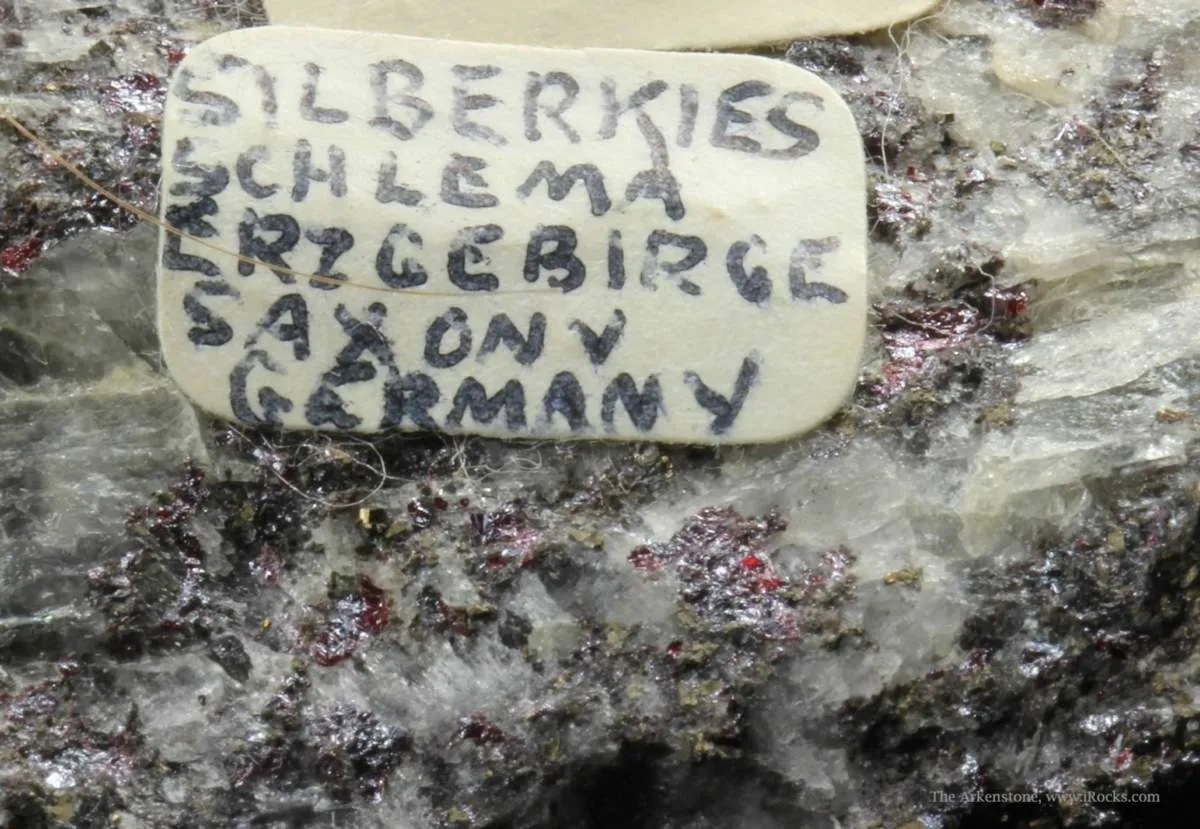 SILBERKIES
SCHLEMA
ERZGEBIRGE
SAXONY
GERMANY
The Arkenstone, www.iRocks.com